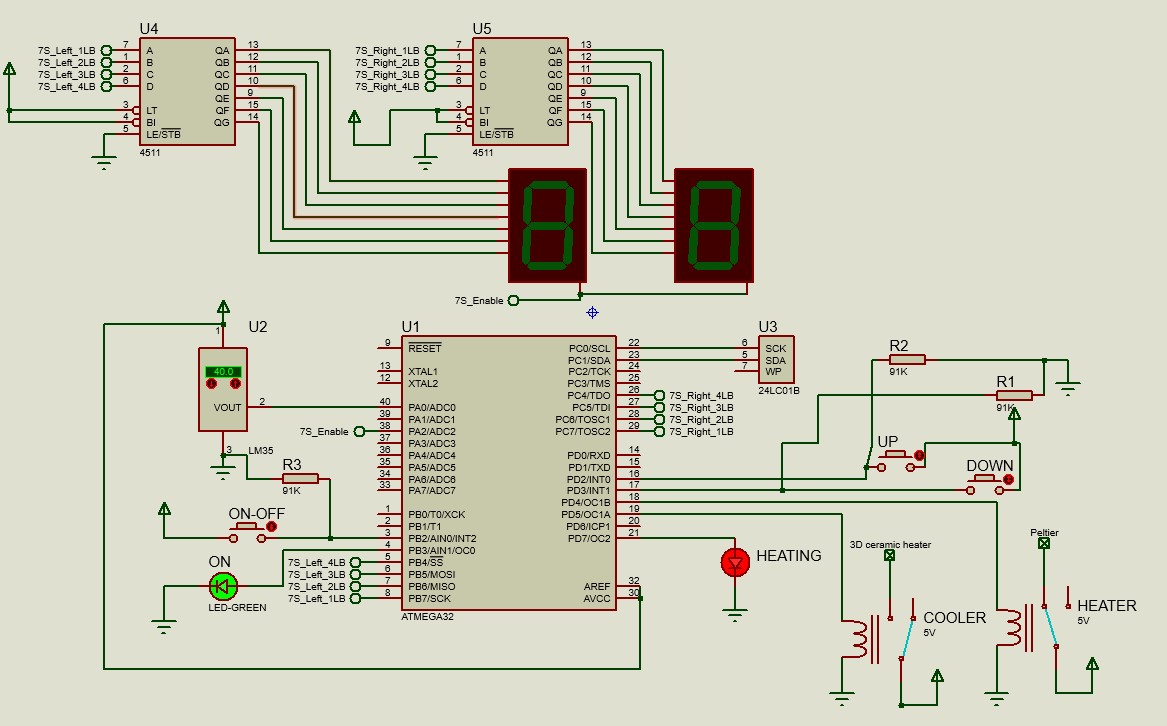 U4
7S_Left_1LB 7 A QA 13
7S_Left_2LB 1 B QB 12
7S_Left_3LB 2 C QC 11
7S_Left_4LB 6 D QD 10
QE 9
3 LT QF 15
4 BI QG 14
5 LE/STB
4511
U5
7S_Right_1LB 7 A QA 13
7S_Right_2LB 1 B QB 12
7S_Right_3LB 2 C QC 11
7S_Right_4LB 6 D QD 10
QE 9
3 LT QF 15
4 BI QG 14
5 LE/STB
4511
7S_Enable
U2
1
40.0
VOUT 2
3 LM35
U1
9 RESET PC0/SCL 22
PC1/SDA 23
13 XTAL1 PC2/TCK 24
12 XTAL2 PC3/TMS 25
PC4/TDO 26 7S_Right_4LB
40 PA0/ADC0 PC5/TDI 27 7S_Right_3LB
39 PA1/ADC1 PC6/TOSC1 28 7S_Right_2LB
7S_Enable 38 PA2/ADC2 PC7/TOSC2 29 7S_Right_1LB
37 PA3/ADC3
36 PA4/ADC4 PD0/RXD 14
35 PA5/ADC5 PD1/TXD 15
34 PA6/ADC6 PD2/INT0 16
33 PA7/ADC7 PD3/INT1 17
PD4/OC1B 18
1 PB0/T0/XCK PD5/OC1A 19
2 PB1/T1 PD6/ICP1 20
3 PB2/AIN0/INT2 PD7/OC2 21
4 PB3/AIN1/OC0
7S_Left_4LB 5 PB4/SS
7S_Left_3LB 6 PB5/MOSI
7S_Left_2LB 7 PB6/MISO AREF 32
7S_Left_1LB 8 PB7/SCK AVCC 30
ATMEGA32
U3
6 SCK
5 SDA
7 WP
24LC01B
R2
91K
R1
91K
UP
DOWN
R3
91K
ON-OFF
ON
LED-GREEN
HEATING
3D ceramic heater
COOLER
5V
Peltier
HEATER
5V